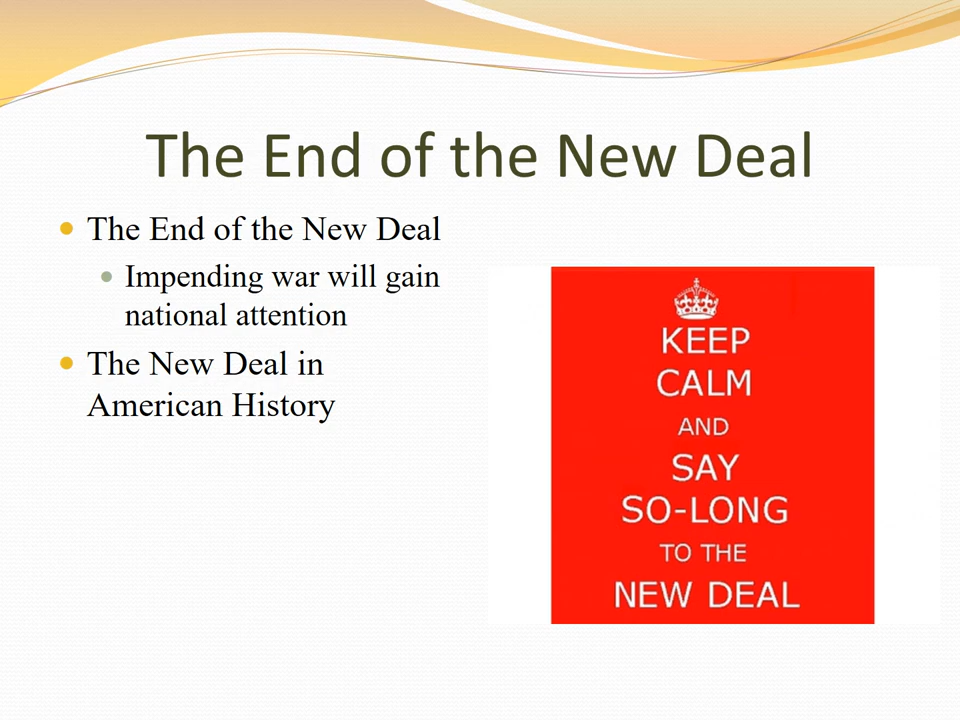 The End of the New Deal
The End of the New Deal
Impending war will gain
national attention
The New Deal in
American History
KEEP
CALM
AND
SAY
SO-LONG
TO THE
NEW DEAL